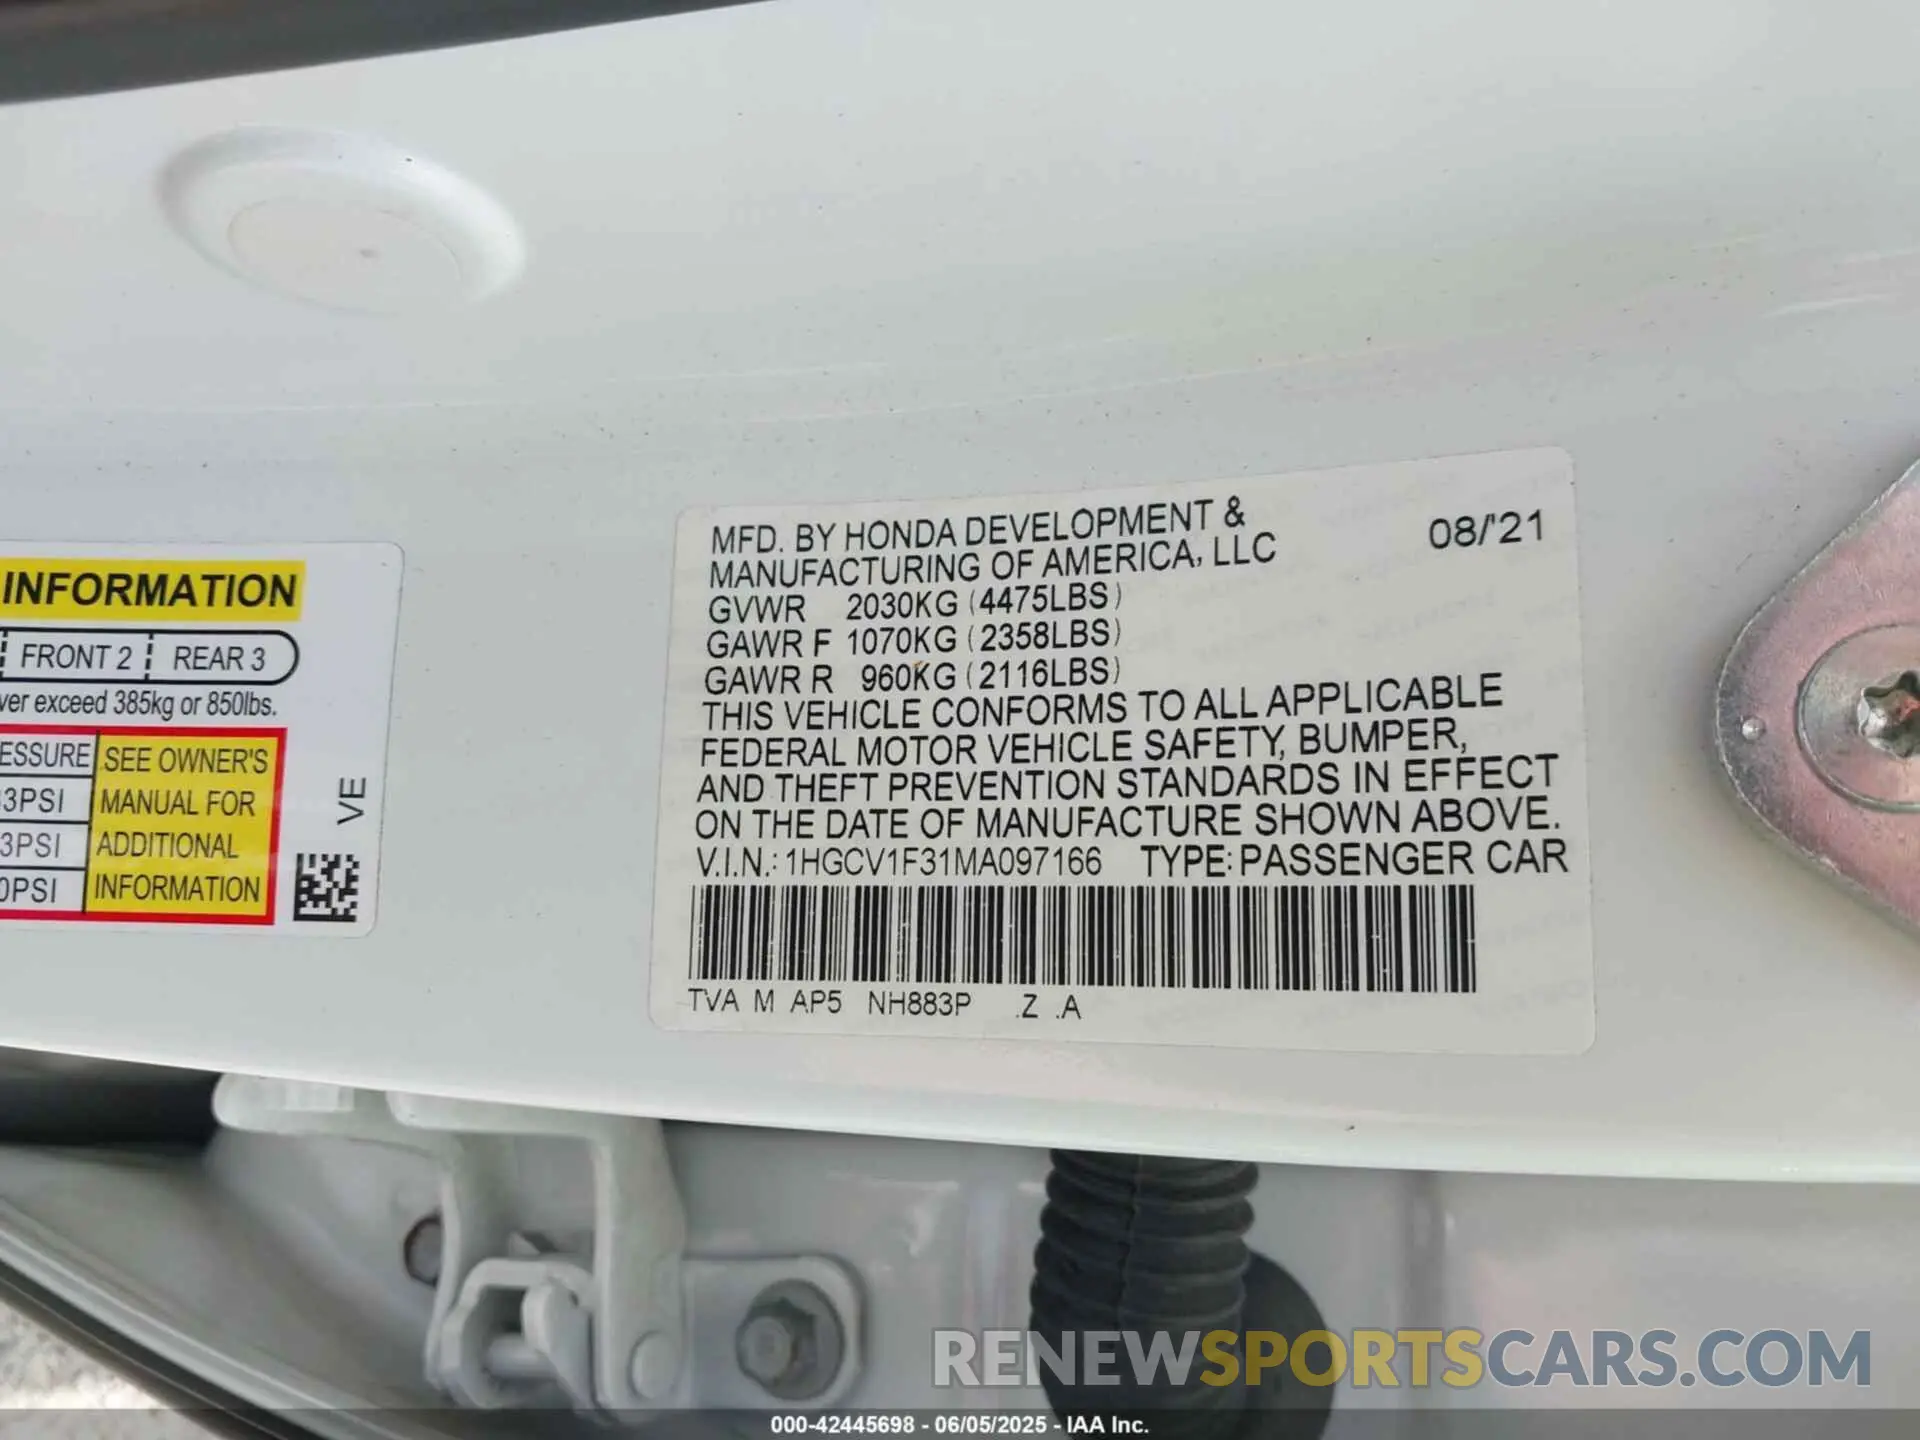 INFORMATION
FRONT 2 REAR 3
ver exceed 385kg or 850lbs.
ESSURE SEE OWNER'S
3PSI MANUAL FOR
3PSI ADDITIONAL
0PSI INFORMATION
VE
MFD. BY HONDA DEVELOPMENT & 08/'21
MANUFACTURING OF AMERICA, LLC
GVWR 2030KG (4475LBS)
GAWR F 1070KG (2358LBS)
GAWR R 960KG (2116LBS)
THIS VEHICLE CONFORMS TO ALL APPLICABLE
FEDERAL MOTOR VEHICLE SAFETY, BUMPER,
AND THEFT PREVENTION STANDARDS IN EFFECT
ON THE DATE OF MANUFACTURE SHOWN ABOVE.
V.I.N.: 1HGCV1F31MA097166 TYPE: PASSENGER CAR
TVA M AP5 NH883P .Z .A
RENEWSPORTSCARS.COM
000-42445698 - 06/05/2025 - IAA Inc.